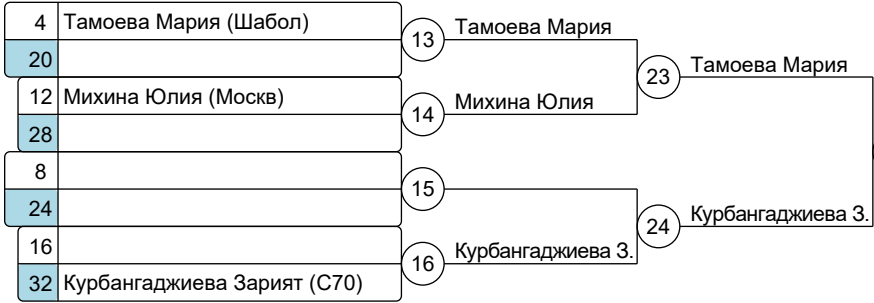 4 Тамоева Мария (Шабол)
20
13 Тамоева Мария
12 Михина Юлия (Москв)
28
14 Михина Юлия
23 Тамоева Мария
8
24
15
16
32 Курбангаджиева Зарият (С70)
16 Курбангаджиева З.
24 Курбангаджиева З.